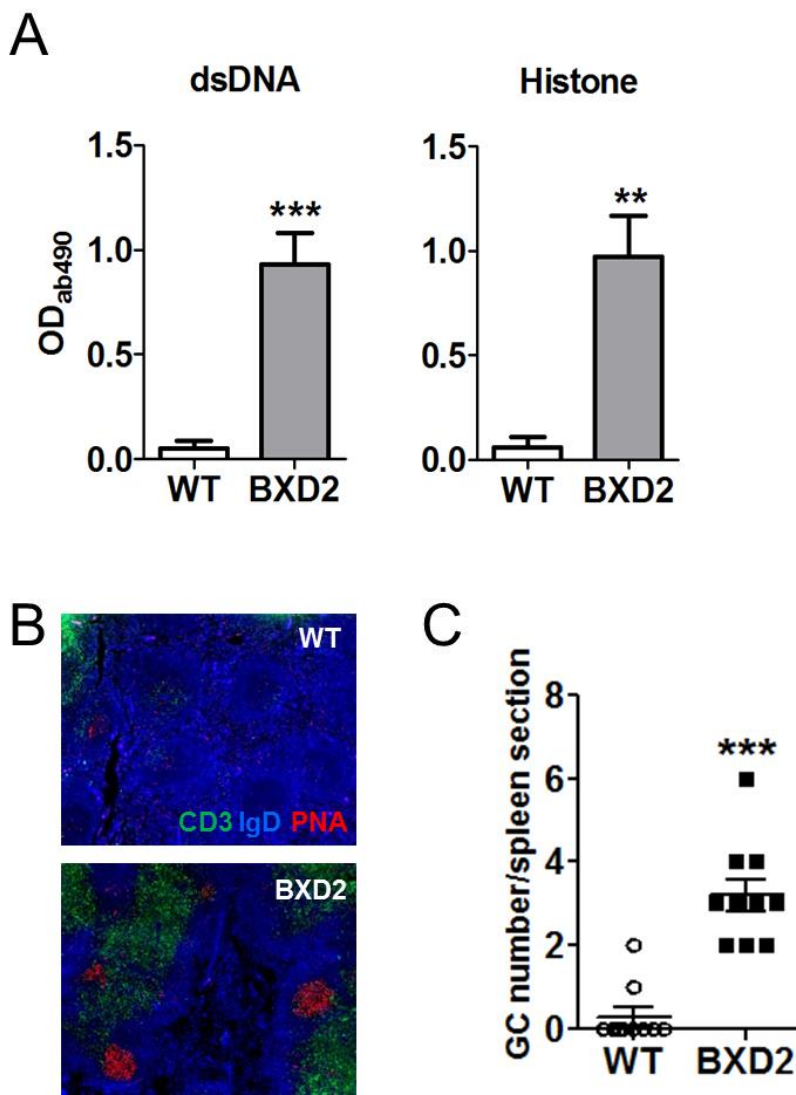 A
dsDNA
Histone
ODab490
1.5
1.0
0.5
0.0
***
WT BXD2
1.5
1.0
0.5
0.0
**
WT BXD2
B
WT
CD3 IgD PNA
BXD2
C
GC number/spleen section
8
6
4
2
0
***
WT BXD2